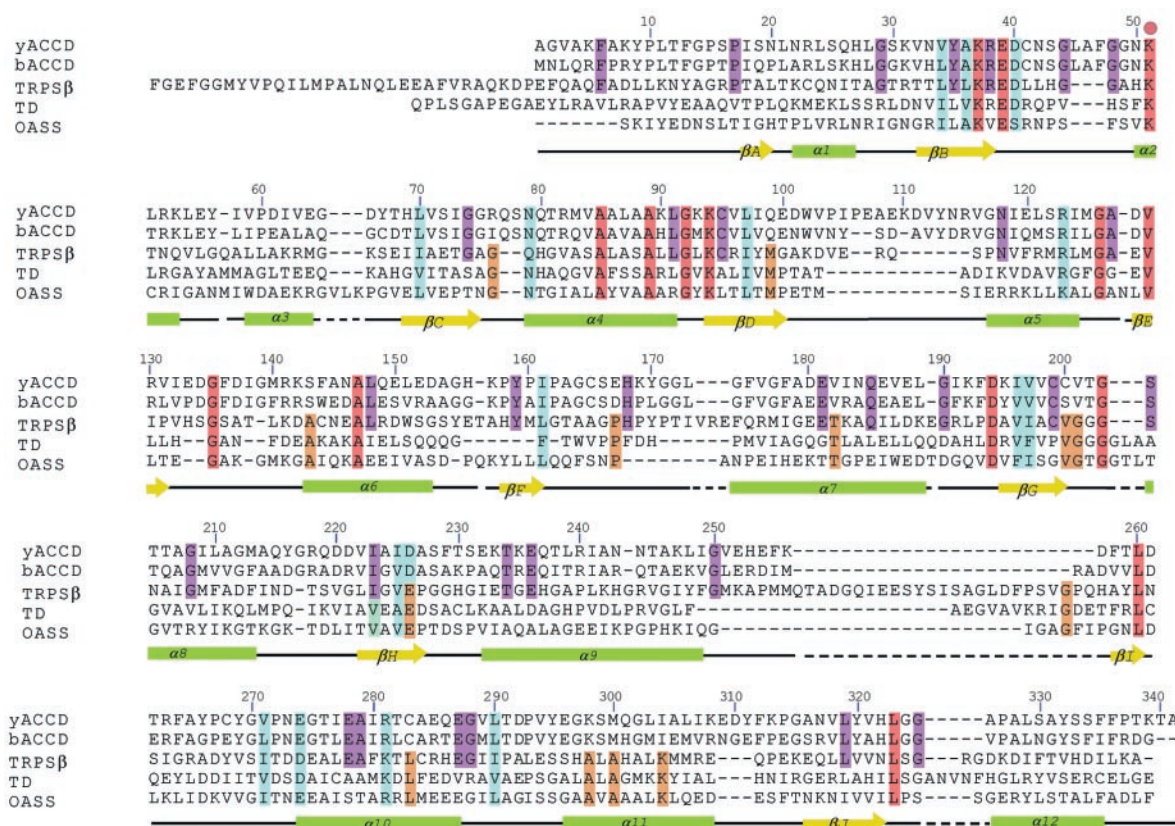 10 20 30 40 50
yACCD AGVAKFAKYPLTFGPSPISNLNRLSQHLGSKVNVYAKREDCNSGLAFGGNK
bACCD MNLQRFPRYPLTFGPTPIQPLARLSKHLGGKVHLYAKREDCNSGLAFGGNK
TRPSβ FGEFGGMYVPQILMPALNQLEEAFVRAQKDPEFQAQFADLLKNYAGRPTALTKCQNITAGTRTTLYLKREDLLHG---GAHK
TD QPLSGAPEGAEYLRAVLRAPVYEAAQVTPLQKMEKLSSRLDNVILVKREDRQPV---HSFK
OASS -------SKIYEDNSLTIGHTPLVRLNRIGNGRILAKVESRNPS---FSVK
βA α1 βB α2
60 70 80 90 100 110 120
yACCD LRKLEY-IVPDIVEG---DYTHLVSIGGRQSNQTRMVAALAAKLGKKCVLIQEDWVPIPEAEKDVYNRVGNIELSRIMGA-DV
bACCD TRKLEY-LIPEALAQ---GCDTLVSIGGIQSNQTRQVAAVAAHLGMKCVLVQENWVNY--SD-AVYDRVGNIQMSRILGA-DV
TRPSβ TNQVLGQALLAKRMG---KSEIIAETGAGQHGVASALASALLGLKCRIYMGAKDVE--RQ----SPNVFRMRLMGA-EV
TD LRGAYAMMAGLTEEQ---KAHGVITASAG-NHAQGVAFSSARLGVKALIVMPTAT-----------ADIKVDAVRGFGG-EV
OASS CRIGANMIWDAEKRGVLKPGVELVEPTNG-NTGIALAYVAAARGYKLTLTMPETM-----------SIERRKLLKALGANLV
α3 βC α4 βD α5 βE
130 140 150 160 170 180 190 200
yACCD RVIEDGFDIGMRKSFANALQELEDAGH-KPYPIPAGCSEHKYGGL---GFVGFADEVINQEVEL-GIKFDKIVVCCVTG---S
bACCD RLVPDGFDIGFRRSWEDALESVRAAGG-KPYAIPAGCSDHPLGGL---GFVGFAEEVRAQEAEL-GFKFDYVVVCSVTG---S
TRPSβ IPVHSGSAT-LKDACNEALRDWSGSYETAHYMLGTAAGPHPYPTIVREFQRMIGEETKAQILDKEGRLPDAVIACVGGG---S
TD LLH--GAN--FDEAKAKAIELSQQQG-----FTWVPPFDH----PMVIAGQGTLALELLQQDAHLDRVFVPVGGGGLAA
OASS LTE--GAK-GMKGAIQKAEEIVASD-PQKYLLLQQFSNP-----ANPEIHEKTTGPEIWEDTDGQVDVFISGVGTGGTLT
α6 βF α7 βG
210 220 230 240 250 260
yACCD TTAGILAGMAQYGRQDDVIAIDASFTSEKTKEQTLRIAN-NTAKLIGVEHEFK-------------------------DFTLD
bACCD TQAGMVVGFAADGRADRVIGVDASAKPAQTREQITRIAR-QTAEKVGLERDIM-------------------------RADVVLD
TRPSβ NAIGMFADFIND-TSVGLIGVEPGGHGIETGEHGAPLKHGRVGIYFGMKAPMMQTADGQIEESYSISAGLDFPSVGPQHAYLN
TD GVAVLIKQLMPQ-IKVIAVEAEDSACLKAALDAGHPVDLPRVGLF------------AEGVAVKRIGDETFRLC
OASS GVTRYIKGTKGK-TDLITVAVEPTDSPVIAQALAGEEIKPGPHKIQG-------------------------IGAGFIPGNLD
α8 βH α9 βI
270 280 290 300 310 320 330 340
yACCD TRFAYPCYGVPNEGTIEAIRTCAEQEGVLTDPVYEGKSMQGLIALIKEDYFKPGANVLYVHLGG-----APALSAYSSFFPTKTA
bACCD ERFAGPEYGLPNEGTLEAIRLCARTEGMLTDPVYEGKSMHGMIEMVRNGEFPEGSRVLYAHLGG-----VPALNGYSFIFRDG-
TRPSβ SIGRADYVSITDDEALEAFKTLCRHEGIIPALESSHALAHALKMMRE--QPEKEQLLVVNLSG---RGDKDIFTVHDILKA-
TD QEYLDDIITVDSDAICAAMKDLFEDVRAVAEPSGALALAGMKKYIAL--HNIRGERLAHILSGANVNFHGLRYVSERCELGE
OASS LKLIDKVVGITNEEAISTARRLMEEEGILAGISSGAAVAAALKLQED----ESFTNKNIVVILPS---SGERYLSTALFADLF
α10 α11 βJ α12